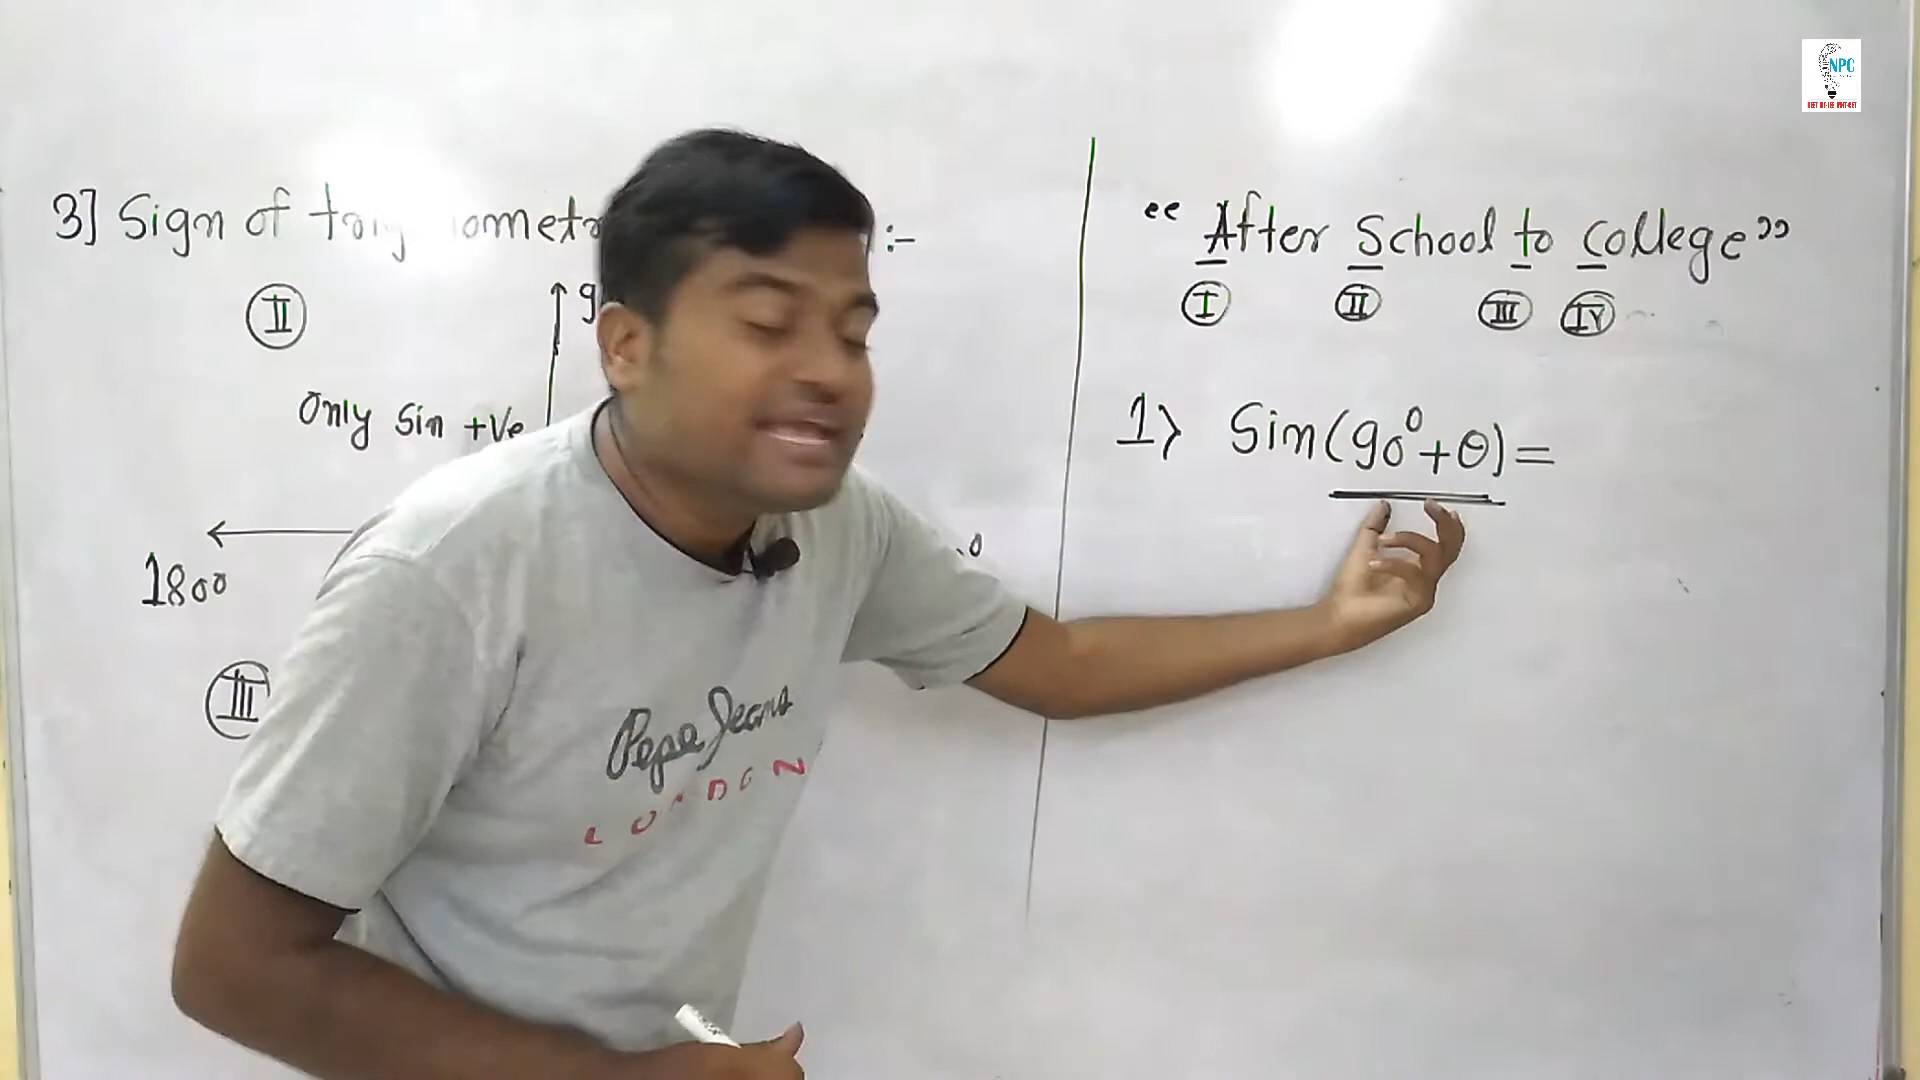 3] Sign of :-
II
Only Sin +Ve
1800
III
Pepe Jeans
LONDON
"After School to College"
I II III IV
1> Sin(90°+θ)=
NPC